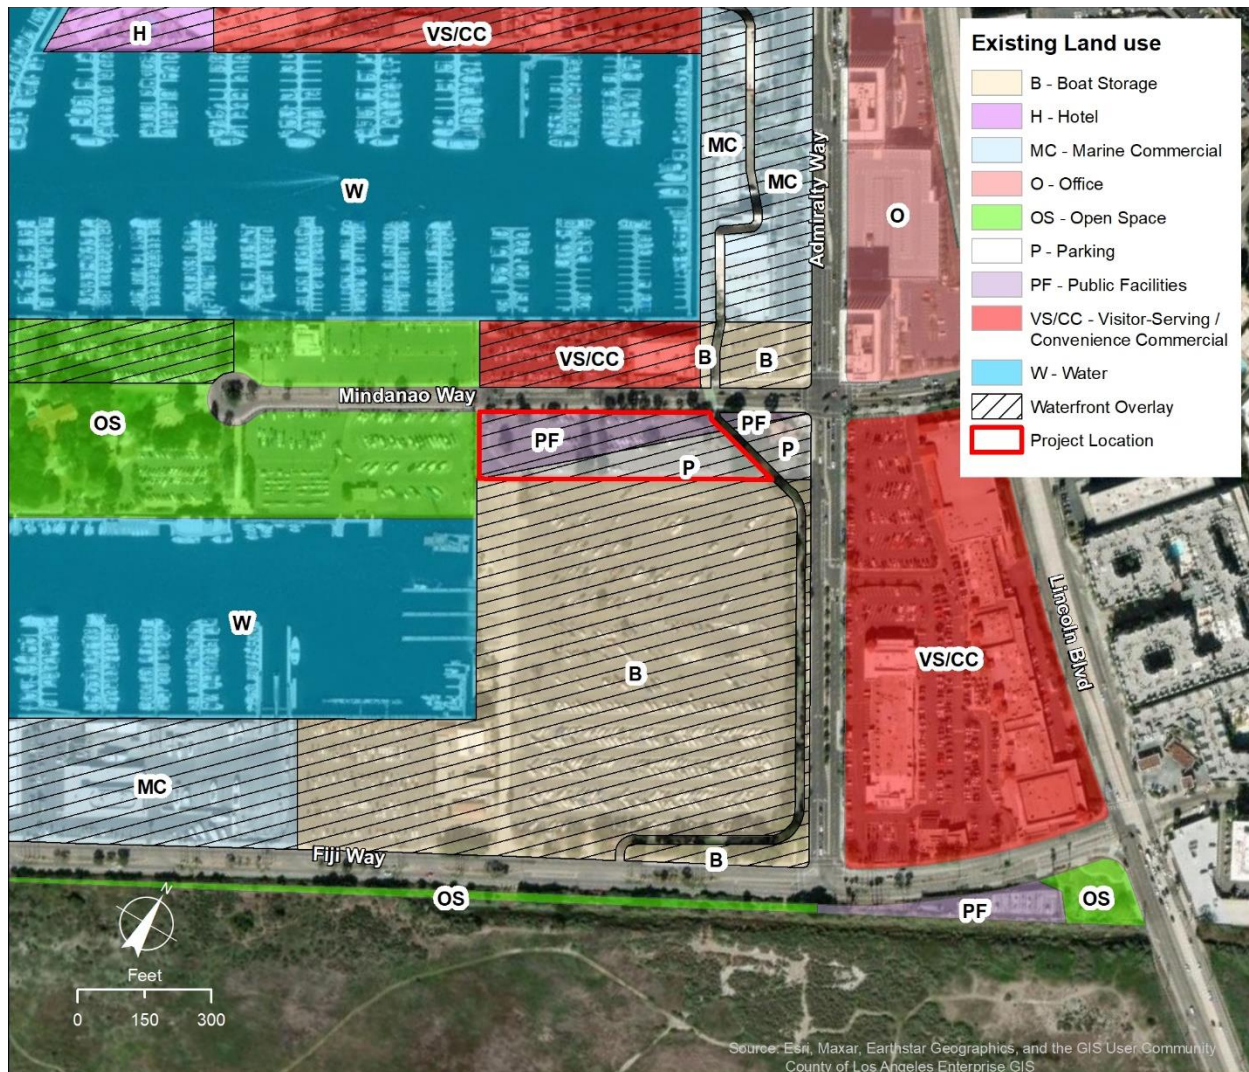 H
VS/CC
MC
MC
W
Admiralty Way
O
VS/CC
B
B
Mindanao Way
OS
PF
PF
P
P
W
B
VS/CC
Lincoln Blvd
MC
Fiji Way
B
OS
PF
OS
N
Feet
0 150 300
Existing Land use
B - Boat Storage
H - Hotel
MC - Marine Commercial
O - Office
OS - Open Space
P - Parking
PF - Public Facilities
VS/CC - Visitor-Serving /
Convenience Commercial
W - Water
Waterfront Overlay
Project Location
Source: Esri, Maxar, Earthstar Geographics, and the GIS User Community
County of Los Angeles Enterprise GIS